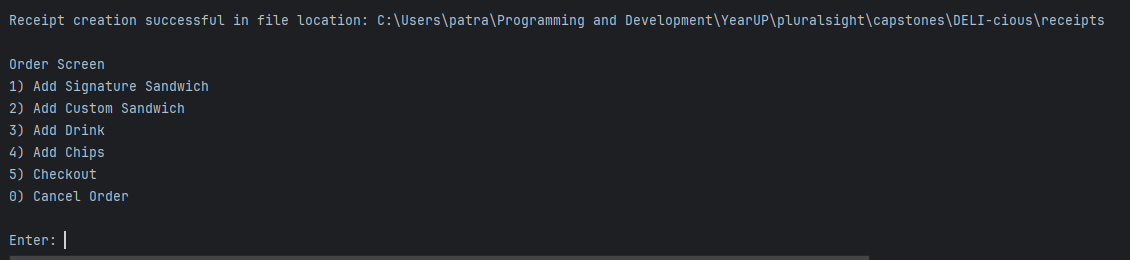 Receipt creation successful in file location: C:\Users\patra\Programming and Development\YearUP\pluralsight\capstones\DELI-cious\receipts
Order Screen
1) Add Signature Sandwich
2) Add Custom Sandwich
3) Add Drink
4) Add Chips
5) Checkout
0) Cancel Order
Enter: